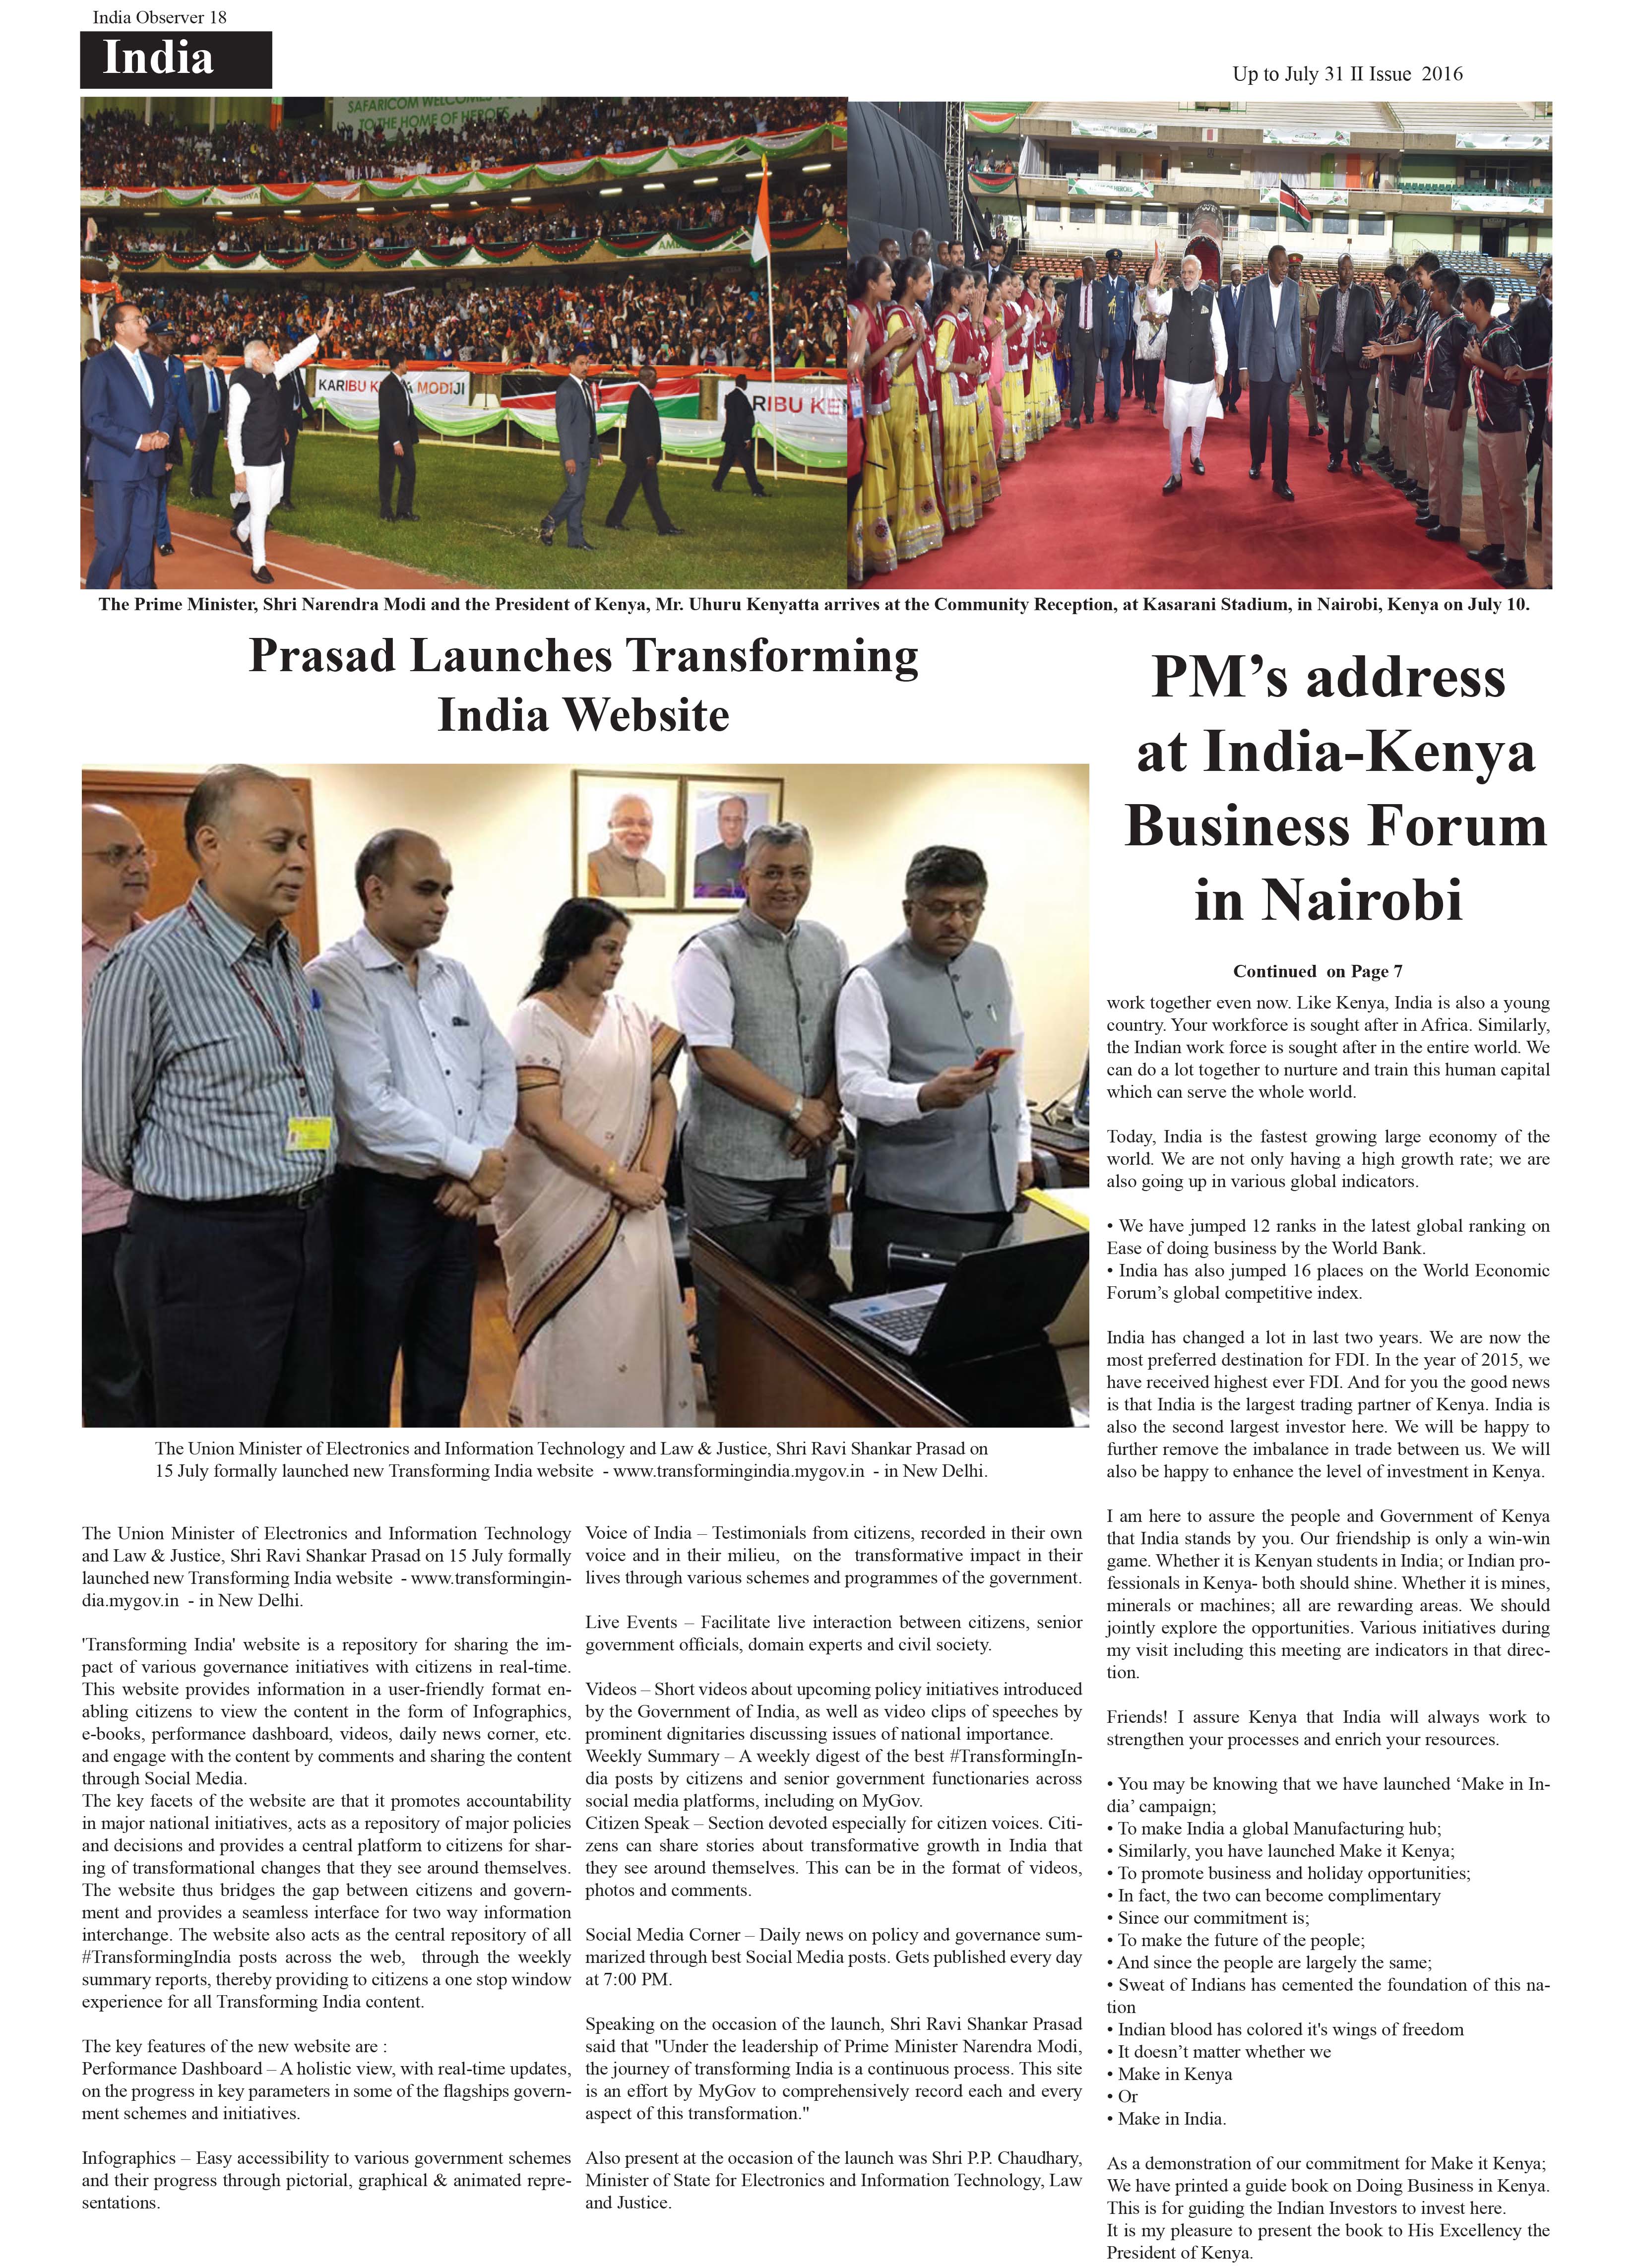 India Observer 18
India
Up to July 31 II Issue  2016
SAFARICOM WELCOMES
TO THE HOME OF HEROES
KARIBU
MODIJI
RIBU KE
The Prime Minister, Shri Narendra Modi and the President of Kenya, Mr. Uhuru Kenyatta arrives at the Community Reception, at Kasarani Stadium, in Nairobi, Kenya on July 10.
Prasad Launches Transforming
India Website
The Union Minister of Electronics and Information Technology and Law & Justice, Shri Ravi Shankar Prasad on
15 July formally launched new Transforming India website  - www.transformingindia.mygov.in  - in New Delhi.
The Union Minister of Electronics and Information Technology
and Law & Justice, Shri Ravi Shankar Prasad on 15 July formally
launched new Transforming India website  - www.transformingin-
dia.mygov.in  - in New Delhi.
'Transforming India' website is a repository for sharing the im-
pact of various governance initiatives with citizens in real-time.
This website provides information in a user-friendly format en-
abling citizens to view the content in the form of Infographics,
e-books, performance dashboard, videos, daily news corner, etc.
and engage with the content by comments and sharing the content
through Social Media.
The key facets of the website are that it promotes accountability
in major national initiatives, acts as a repository of major policies
and decisions and provides a central platform to citizens for shar-
ing of transformational changes that they see around themselves.
The website thus bridges the gap between citizens and govern-
ment and provides a seamless interface for two way information
interchange. The website also acts as the central repository of all
#TransformingIndia posts across the web,  through the weekly
summary reports, thereby providing to citizens a one stop window
experience for all Transforming India content.
The key features of the new website are :
Performance Dashboard – A holistic view, with real-time updates,
on the progress in key parameters in some of the flagships govern-
ment schemes and initiatives.
Infographics – Easy accessibility to various government schemes
and their progress through pictorial, graphical & animated repre-
sentations.
Voice of India – Testimonials from citizens, recorded in their own
voice and in their milieu,  on the  transformative impact in their
lives through various schemes and programmes of the government.
Live Events – Facilitate live interaction between citizens, senior
government officials, domain experts and civil society.
Videos – Short videos about upcoming policy initiatives introduced
by the Government of India, as well as video clips of speeches by
prominent dignitaries discussing issues of national importance.
Weekly Summary – A weekly digest of the best #TransformingIn-
dia posts by citizens and senior government functionaries across
social media platforms, including on MyGov.
Citizen Speak – Section devoted especially for citizen voices. Citi-
zens can share stories about transformative growth in India that
they see around themselves. This can be in the format of videos,
photos and comments.
Social Media Corner – Daily news on policy and governance sum-
marized through best Social Media posts. Gets published every day
at 7:00 PM.
Speaking on the occasion of the launch, Shri Ravi Shankar Prasad
said that "Under the leadership of Prime Minister Narendra Modi,
the journey of transforming India is a continuous process. This site
is an effort by MyGov to comprehensively record each and every
aspect of this transformation."
Also present at the occasion of the launch was Shri P.P. Chaudhary,
Minister of State for Electronics and Information Technology, Law
and Justice.
PM’s address
at India-Kenya
Business Forum
in Nairobi
Continued  on Page 7
work together even now. Like Kenya, India is also a young
country. Your workforce is sought after in Africa. Similarly,
the Indian work force is sought after in the entire world. We
can do a lot together to nurture and train this human capital
which can serve the whole world.
Today, India is the fastest growing large economy of the
world. We are not only having a high growth rate; we are
also going up in various global indicators.
• We have jumped 12 ranks in the latest global ranking on
Ease of doing business by the World Bank.
• India has also jumped 16 places on the World Economic
Forum’s global competitive index.
India has changed a lot in last two years. We are now the
most preferred destination for FDI. In the year of 2015, we
have received highest ever FDI. And for you the good news
is that India is the largest trading partner of Kenya. India is
also the second largest investor here. We will be happy to
further remove the imbalance in trade between us. We will
also be happy to enhance the level of investment in Kenya.
I am here to assure the people and Government of Kenya
that India stands by you. Our friendship is only a win-win
game. Whether it is Kenyan students in India; or Indian pro-
fessionals in Kenya- both should shine. Whether it is mines,
minerals or machines; all are rewarding areas. We should
jointly explore the opportunities. Various initiatives during
my visit including this meeting are indicators in that direc-
tion.
Friends! I assure Kenya that India will always work to
strengthen your processes and enrich your resources.
• You may be knowing that we have launched ‘Make in In-
dia’ campaign;
• To make India a global Manufacturing hub;
• Similarly, you have launched Make it Kenya;
• To promote business and holiday opportunities;
• In fact, the two can become complimentary
• Since our commitment is;
• To make the future of the people;
• And since the people are largely the same;
• Sweat of Indians has cemented the foundation of this na-
tion
• Indian blood has colored it's wings of freedom
• It doesn’t matter whether we
• Make in Kenya
• Or
• Make in India.
As a demonstration of our commitment for Make it Kenya;
We have printed a guide book on Doing Business in Kenya.
This is for guiding the Indian Investors to invest here.
It is my pleasure to present the book to His Excellency the
President of Kenya.